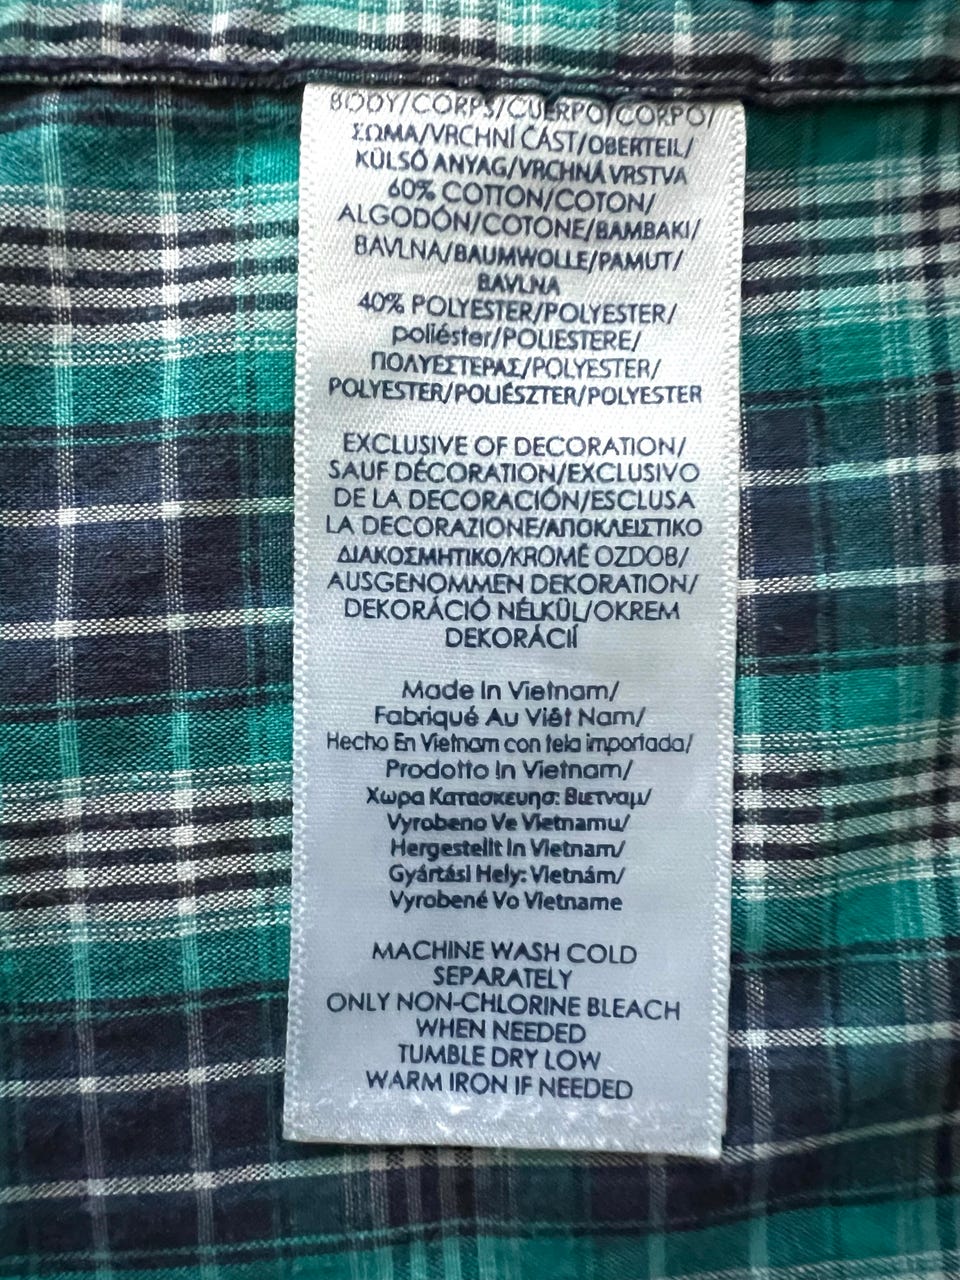 BODY/CORPS/CUERPO/CORPO/
ΣΩΜΑ/VRCHNÍ ČÁST/OBERTEIL/
KÜLSŐ ANYAG/VRCHNÁ VRSTVA
60% COTTON/COTON/
ALGODÓN/COTONE/BAMBAKI/
BAVLNA/BAUMWOLLE/PAMUT/
BAVLNA
40% POLYESTER/POLYESTER/
poliéster/POLIESTERE/
ΠΟΛΥΕΣΤΕΡΑΣ/POLYESTER/
POLYESTER/POLIÉSZTER/POLYESTER
EXCLUSIVE OF DECORATION/
SAUF DÉCORATION/EXCLUSIVO
DE LA DECORACIÓN/ESCLUSA
LA DECORAZIONE/ΑΠΟΚΛΕΙΣΤΙΚΟ
ΔΙΑΚΟΣΜΗΤΙΚΟ/KROMĚ OZDOB/
AUSGENOMMEN DEKORATION/
DEKORÁCIÓ NÉLKÜL/OKREM
DEKORÁCIÍ
Made In Vietnam/
Fabriqué Au Viêt Nam/
Hecho En Vietnam con tela importada/
Prodotto In Vietnam/
Χωρα Κατασκευησ: Βιετναμ/
Vyrobeno Ve Vietnamu/
Hergestellt In Vietnam/
Gyártási Hely: Vietnám/
Vyrobené Vo Vietname
MACHINE WASH COLD
SEPARATELY
ONLY NON-CHLORINE BLEACH
WHEN NEEDED
TUMBLE DRY LOW
WARM IRON IF NEEDED